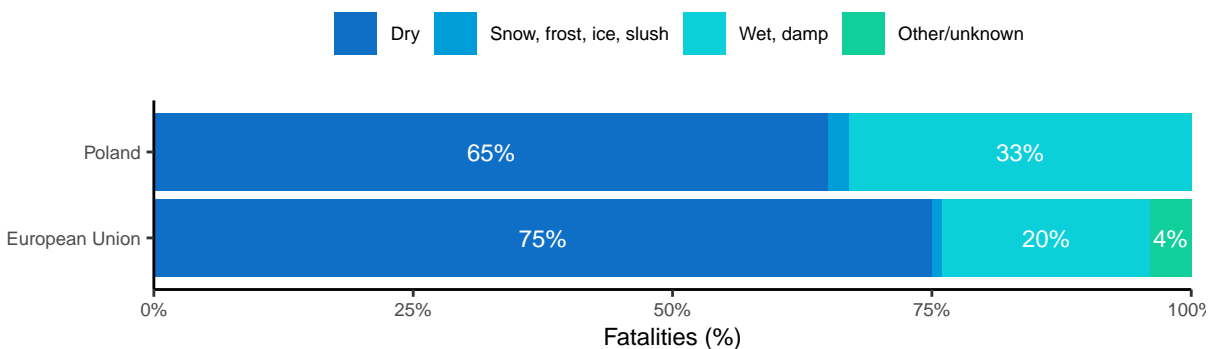 Dry Snow, frost, ice, slush Wet, damp Other/unknown
Poland 65% 33%
European Union 75% 20% 4%
0% 25% 50% 75% 100%
Fatalities (%)